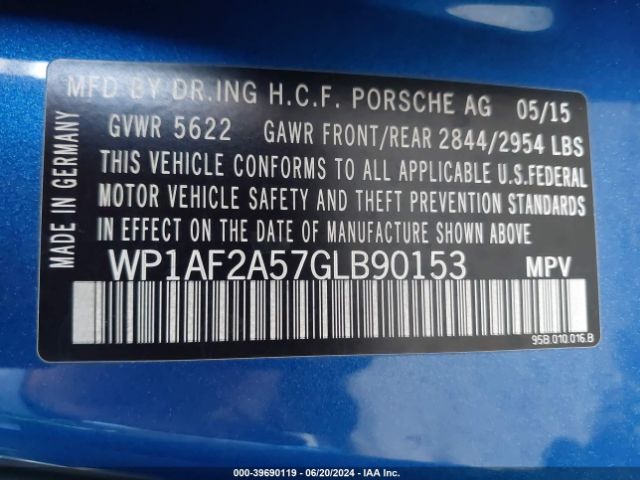 MFD BY DR.ING H.C.F. PORSCHE AG 05/15
GVWR 5622 GAWR FRONT/REAR 2844/2954 LBS
THIS VEHICLE CONFORMS TO ALL APPLICABLE U.S.FEDERAL
MOTOR VEHICLE SAFETY AND THEFT PREVENTION STANDARDS
IN EFFECT ON THE DATE OF MANUFACTURE SHOWN ABOVE.
WP1AF2A57GLB90153 MPV
MADE IN GERMANY
95B.010.016.B
000-39690119 | 06/20/2024 | IAA Inc.